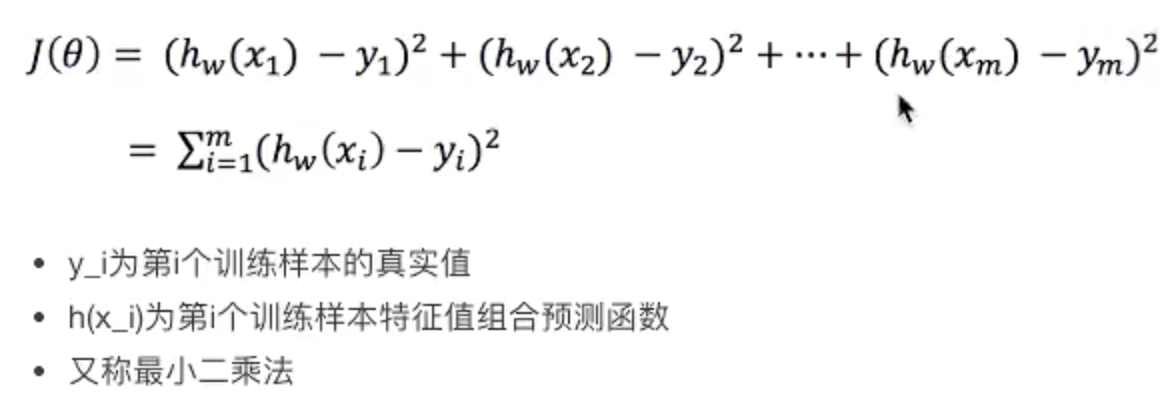 J(θ) = (h_w(x_1) − y_1)^2 + (h_w(x_2) − y_2)^2 + ⋯ + (h_w(x_m) − y_m)^2
= ∑_{i=1}^m (h_w(x_i) − y_i)^2
• y_i为第i个训练样本的真实值
• h(x_i)为第i个训练样本特征值组合预测函数
• 又称最小二乘法